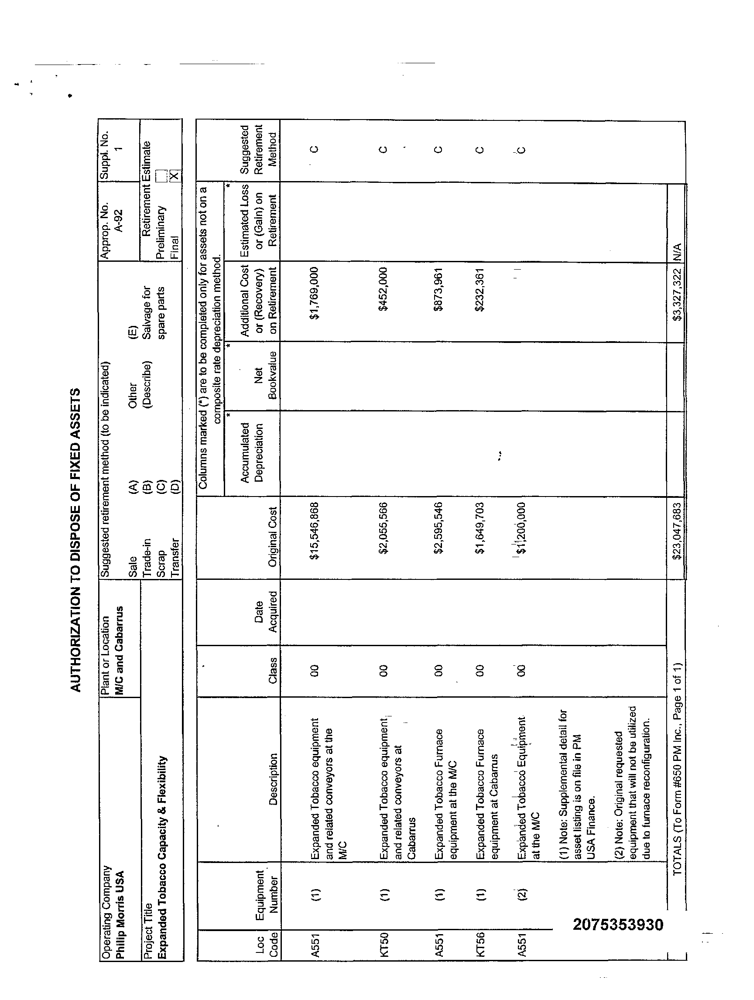 AUTHORIZATION TO DISPOSE OF FIXED ASSETS
Operating Company
Philip Morris USA
Plant or Location
M/C and Cabarrus
Suggested retirement method (to be indicated)
Sale (A)
Trade-in (B)
Scrap (C)
Transfer (D)
Other
(Describe)
(E)
Salvage for
spare parts
Approp. No.
A-92
Suppl. No.
1
Project Title
Expanded Tobacco Capacity & Flexibility
Retirement Estimate
Preliminary
Final X
Columns marked (*) are to be completed only for assets not on a
composite rate depreciation method.
Loc
Code
Equipment
Number
Description
Class
Date
Acquired
Original Cost
*
Accumulated
Depreciation
*
Net
Bookvalue
Additional Cost
or (Recovery)
on Retirement
*
Estimated Loss
or (Gain) on
Retirement
Suggested
Retirement
Method
A551 (1) Expanded Tobacco equipment 00 $15,546,868 $1,769,000 C
and related conveyors at the
M/C
KT50 (1) Expanded Tobacco equipment 00 $2,055,566 $452,000 C
and related conveyors at
Cabarrus
A551 (1) Expanded Tobacco Furnace 00 $2,595,546 $873,961 C
equipment at the M/C
KT56 (1) Expanded Tobacco Furnace 00 $1,649,703 $232,361 C
equipment at Cabarrus
A551 (2) Expanded Tobacco Equipment 00 $1,200,000 - C
at the M/C
(1) Note: Supplemental detail for
asset listing is on file in PM
USA Finance.
(2) Note: Original requested
equipment that will not be utilized
due to furnace reconfiguration.
TOTALS (To Form #650 PM Inc., Page 1 of 1) $23,047,683 $3,327,322 N/A
2075353930